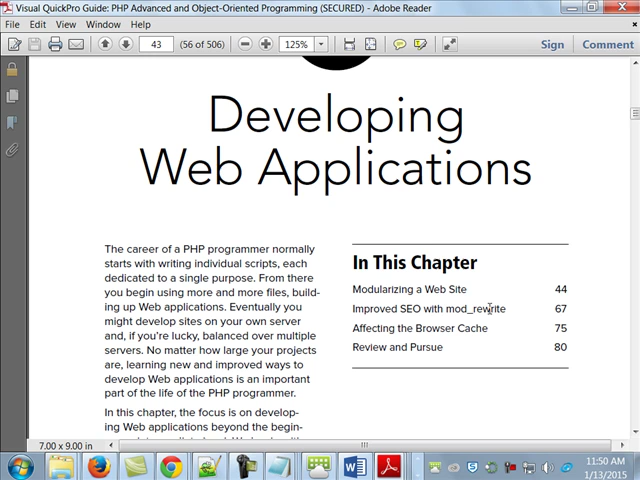 Visual QuickPro Guide: PHP Advanced and Object-Oriented Programming (SECURED) - Adobe Reader
File Edit View Window Help
43 (56 of 506) 125% Sign Comment
Developing
Web Applications
The career of a PHP programmer normally
starts with writing individual scripts, each
dedicated to a single purpose. From there
you begin using more and more files, build-
ing up Web applications. Eventually you
might develop sites on your own server
and, if you're lucky, balanced over multiple
servers. No matter how large your projects
are, learning new and improved ways to
develop Web applications is an important
part of the life of the PHP programmer.
In this chapter, the focus is on develop-
ing Web applications beyond the begin-
In This Chapter
Modularizing a Web Site 44
Improved SEO with mod_rewrite 67
Affecting the Browser Cache 75
Review and Pursue 80
7.00 x 9.00 in
11:50 AM
1/13/2015